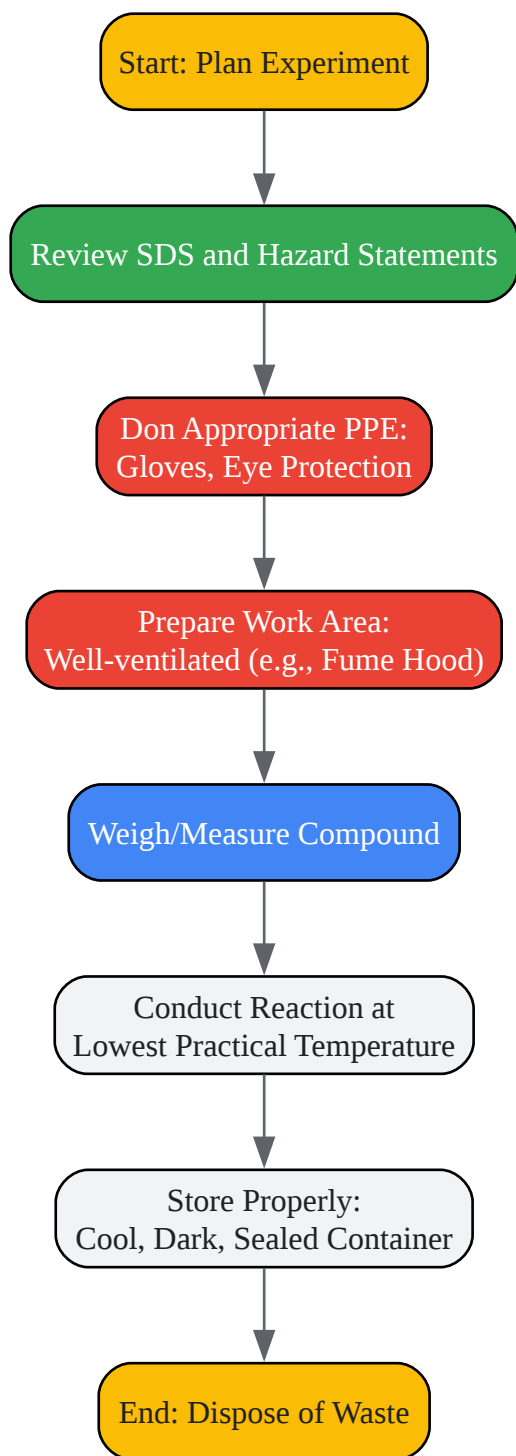 Start: Plan Experiment
Review SDS and Hazard Statements
Don Appropriate PPE:
Gloves, Eye Protection
Prepare Work Area:
Well-ventilated (e.g., Fume Hood)
Weigh/Measure Compound
Conduct Reaction at
Lowest Practical Temperature
Store Properly:
Cool, Dark, Sealed Container
End: Dispose of Waste